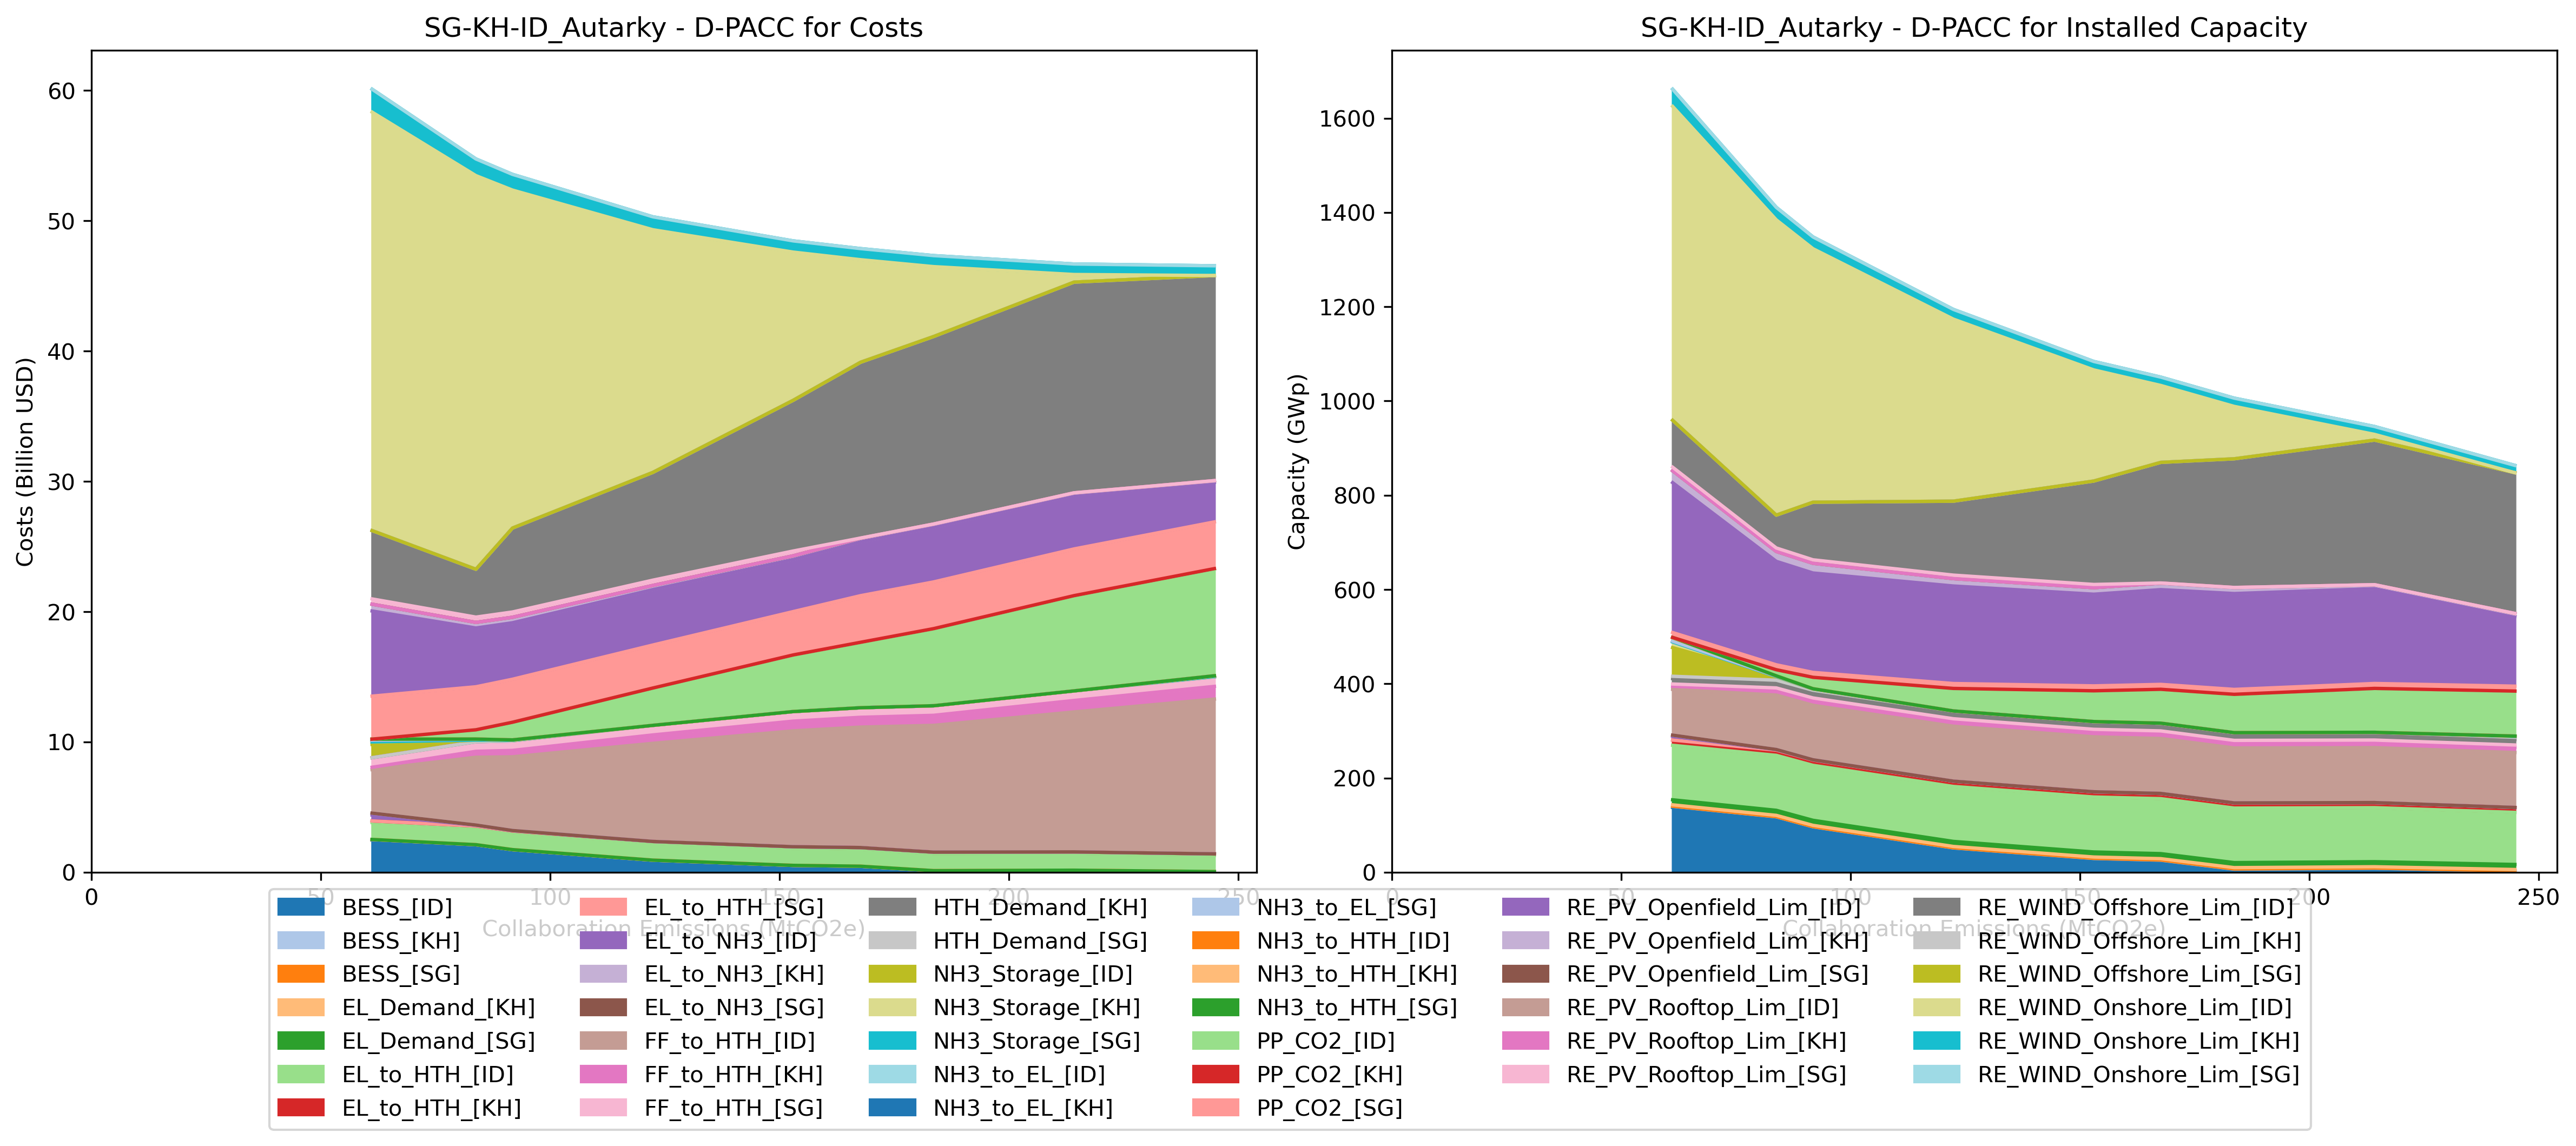 SG-KH-ID_Autarky - D-PACC for Costs
60
50
40
30
20
10
0
Costs (Billion USD)
0
50
100
150
200
250
Collaboration Emissions (MtCO2e)
SG-KH-ID_Autarky - D-PACC for Installed Capacity
1600
1400
1200
1000
800
600
400
200
0
Capacity (GWp)
0
50
100
150
200
250
Collaboration Emissions (MtCO2e)
BESS_[ID]
BESS_[KH]
BESS_[SG]
EL_Demand_[KH]
EL_Demand_[SG]
EL_to_HTH_[ID]
EL_to_HTH_[KH]
EL_to_HTH_[SG]
EL_to_NH3_[ID]
EL_to_NH3_[KH]
EL_to_NH3_[SG]
FF_to_HTH_[ID]
FF_to_HTH_[KH]
FF_to_HTH_[SG]
HTH_Demand_[KH]
HTH_Demand_[SG]
NH3_Storage_[ID]
NH3_Storage_[KH]
NH3_Storage_[SG]
NH3_to_EL_[ID]
NH3_to_EL_[KH]
NH3_to_EL_[SG]
NH3_to_HTH_[ID]
NH3_to_HTH_[KH]
NH3_to_HTH_[SG]
PP_CO2_[ID]
PP_CO2_[KH]
PP_CO2_[SG]
RE_PV_Openfield_Lim_[ID]
RE_PV_Openfield_Lim_[KH]
RE_PV_Openfield_Lim_[SG]
RE_PV_Rooftop_Lim_[ID]
RE_PV_Rooftop_Lim_[KH]
RE_PV_Rooftop_Lim_[SG]
RE_WIND_Offshore_Lim_[ID]
RE_WIND_Offshore_Lim_[KH]
RE_WIND_Offshore_Lim_[SG]
RE_WIND_Onshore_Lim_[ID]
RE_WIND_Onshore_Lim_[KH]
RE_WIND_Onshore_Lim_[SG]